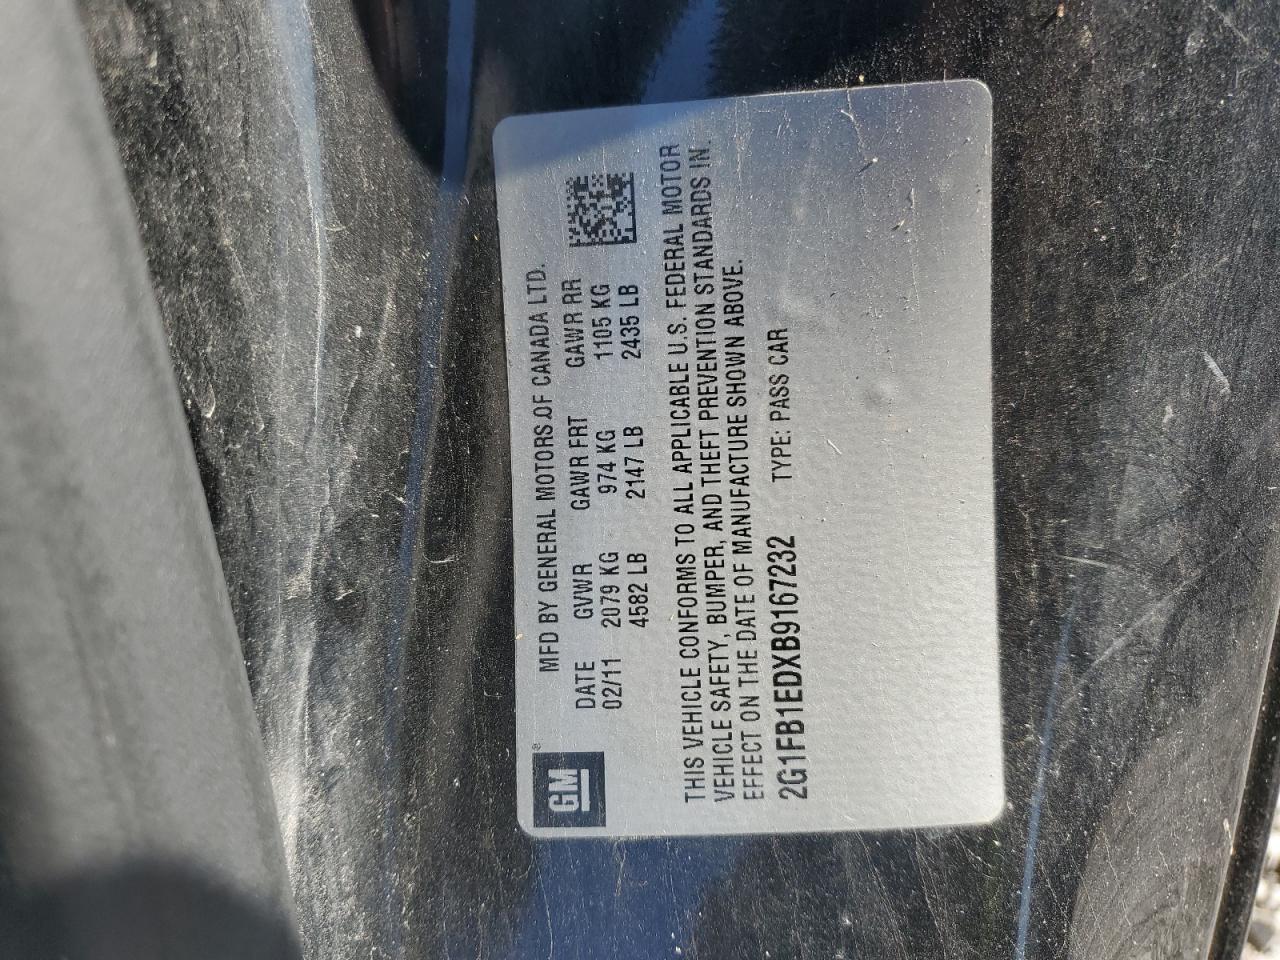 GM®
MFD BY GENERAL MOTORS OF CANADA LTD.
DATE GVWR GAWR FRT GAWR RR
02/11 2079 KG 974 KG 1105 KG
4582 LB 2147 LB 2435 LB
THIS VEHICLE CONFORMS TO ALL APPLICABLE U.S. FEDERAL MOTOR
VEHICLE SAFETY, BUMPER, AND THEFT PREVENTION STANDARDS IN
EFFECT ON THE DATE OF MANUFACTURE SHOWN ABOVE.
2G1FB1EDXB9167232 TYPE: PASS CAR